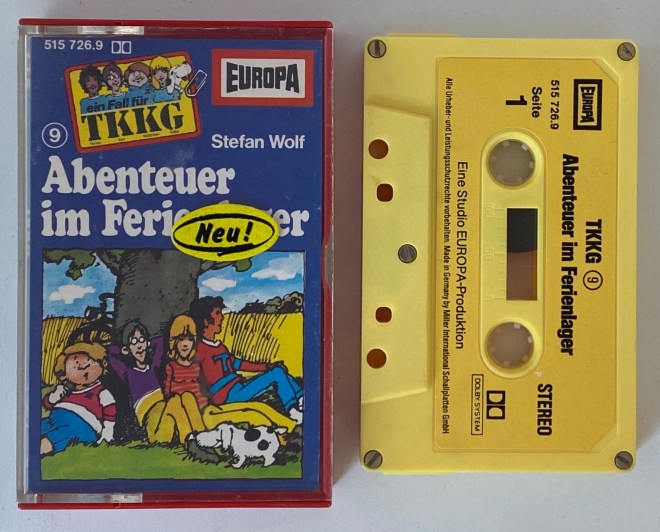 515 726.9
EUROPA
ein Fall für
TKKG
9
Stefan Wolf
Abenteuer
im Ferie er
Neu!
T
EUROPA
515 726.9
Seite
1
TKKG 9
Abenteuer im Ferienlager
STEREO
DOLBY SYSTEM
Eine Studio EUROPA-Produktion
Alle Urheber- und Leistungsschutzrechte vorbehalten. Made in Germany by Miller International Schallplatten GmbH